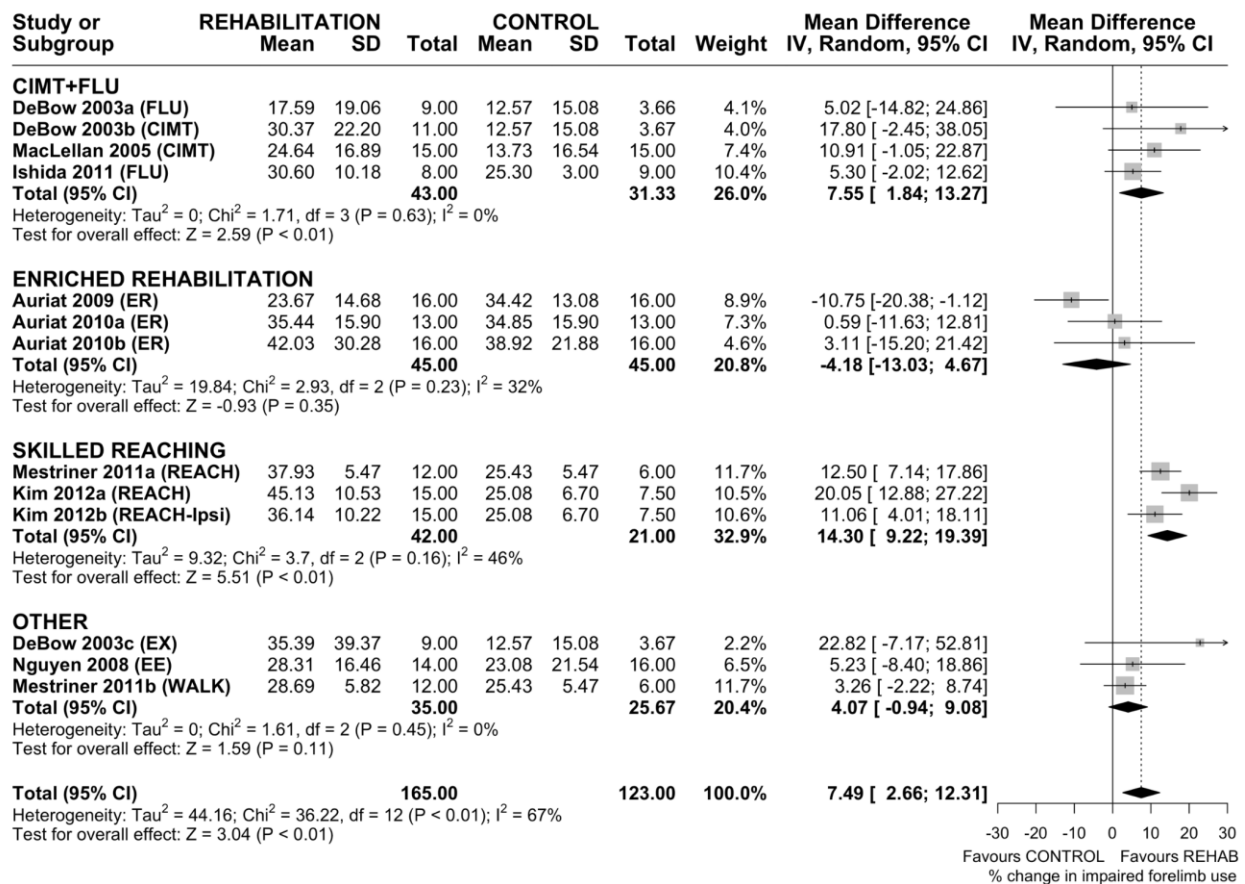 Study or REHABILITATION CONTROL Mean Difference Mean Difference
Subgroup Mean SD Total Mean SD Total Weight IV, Random, 95% CI IV, Random, 95% CI
CIMT+FLU
DeBow 2003a (FLU) 17.59 19.06 9.00 12.57 15.08 3.66 4.1% 5.02 [-14.82; 24.86]
DeBow 2003b (CIMT) 30.37 22.20 11.00 12.57 15.08 3.67 4.0% 17.80 [-2.45; 38.05]
MacLellan 2005 (CIMT) 24.64 16.89 15.00 13.73 16.54 15.00 7.4% 10.91 [-1.05; 22.87]
Ishida 2011 (FLU) 30.60 10.18 8.00 25.30 3.00 9.00 10.4% 5.30 [-2.02; 12.62]
Total (95% CI) 43.00 31.33 26.0% 7.55 [ 1.84; 13.27]
Heterogeneity: Tau² = 0; Chi² = 1.71, df = 3 (P = 0.63); I² = 0%
Test for overall effect: Z = 2.59 (P < 0.01)
ENRICHED REHABILITATION
Auriat 2009 (ER) 23.67 14.68 16.00 34.42 13.08 16.00 8.9% -10.75 [-20.38; -1.12]
Auriat 2010a (ER) 35.44 15.90 13.00 34.85 15.90 13.00 7.3% 0.59 [-11.63; 12.81]
Auriat 2010b (ER) 42.03 30.28 16.00 38.92 21.88 16.00 4.6% 3.11 [-15.20; 21.42]
Total (95% CI) 45.00 45.00 20.8% -4.18 [-13.03; 4.67]
Heterogeneity: Tau² = 19.84; Chi² = 2.93, df = 2 (P = 0.23); I² = 32%
Test for overall effect: Z = -0.93 (P = 0.35)
SKILLED REACHING
Mestriner 2011a (REACH) 37.93 5.47 12.00 25.43 5.47 6.00 11.7% 12.50 [ 7.14; 17.86]
Kim 2012a (REACH) 45.13 10.53 15.00 25.08 6.70 7.50 10.5% 20.05 [ 12.88; 27.22]
Kim 2012b (REACH-Ipsi) 36.14 10.22 15.00 25.08 6.70 7.50 10.6% 11.06 [ 4.01; 18.11]
Total (95% CI) 42.00 21.00 32.9% 14.30 [ 9.22; 19.39]
Heterogeneity: Tau² = 9.32; Chi² = 3.7, df = 2 (P = 0.16); I² = 46%
Test for overall effect: Z = 5.51 (P < 0.01)
OTHER
DeBow 2003c (EX) 35.39 39.37 9.00 12.57 15.08 3.67 2.2% 22.82 [-7.17; 52.81]
Nguyen 2008 (EE) 28.31 16.46 14.00 23.08 21.54 16.00 6.5% 5.23 [-8.40; 18.86]
Mestriner 2011b (WALK) 28.69 5.82 12.00 25.43 5.47 6.00 11.7% 3.26 [-2.22; 8.74]
Total (95% CI) 35.00 25.67 20.4% 4.07 [-0.94; 9.08]
Heterogeneity: Tau² = 0; Chi² = 1.61, df = 2 (P = 0.45); I² = 0%
Test for overall effect: Z = 1.59 (P = 0.11)
Total (95% CI) 165.00 123.00 100.0% 7.49 [ 2.66; 12.31]
Heterogeneity: Tau² = 44.16; Chi² = 36.22, df = 12 (P < 0.01); I² = 67%
Test for overall effect: Z = 3.04 (P < 0.01)
-30 -20 -10 0 10 20 30
Favours CONTROL Favours REHAB
% change in impaired forelimb use